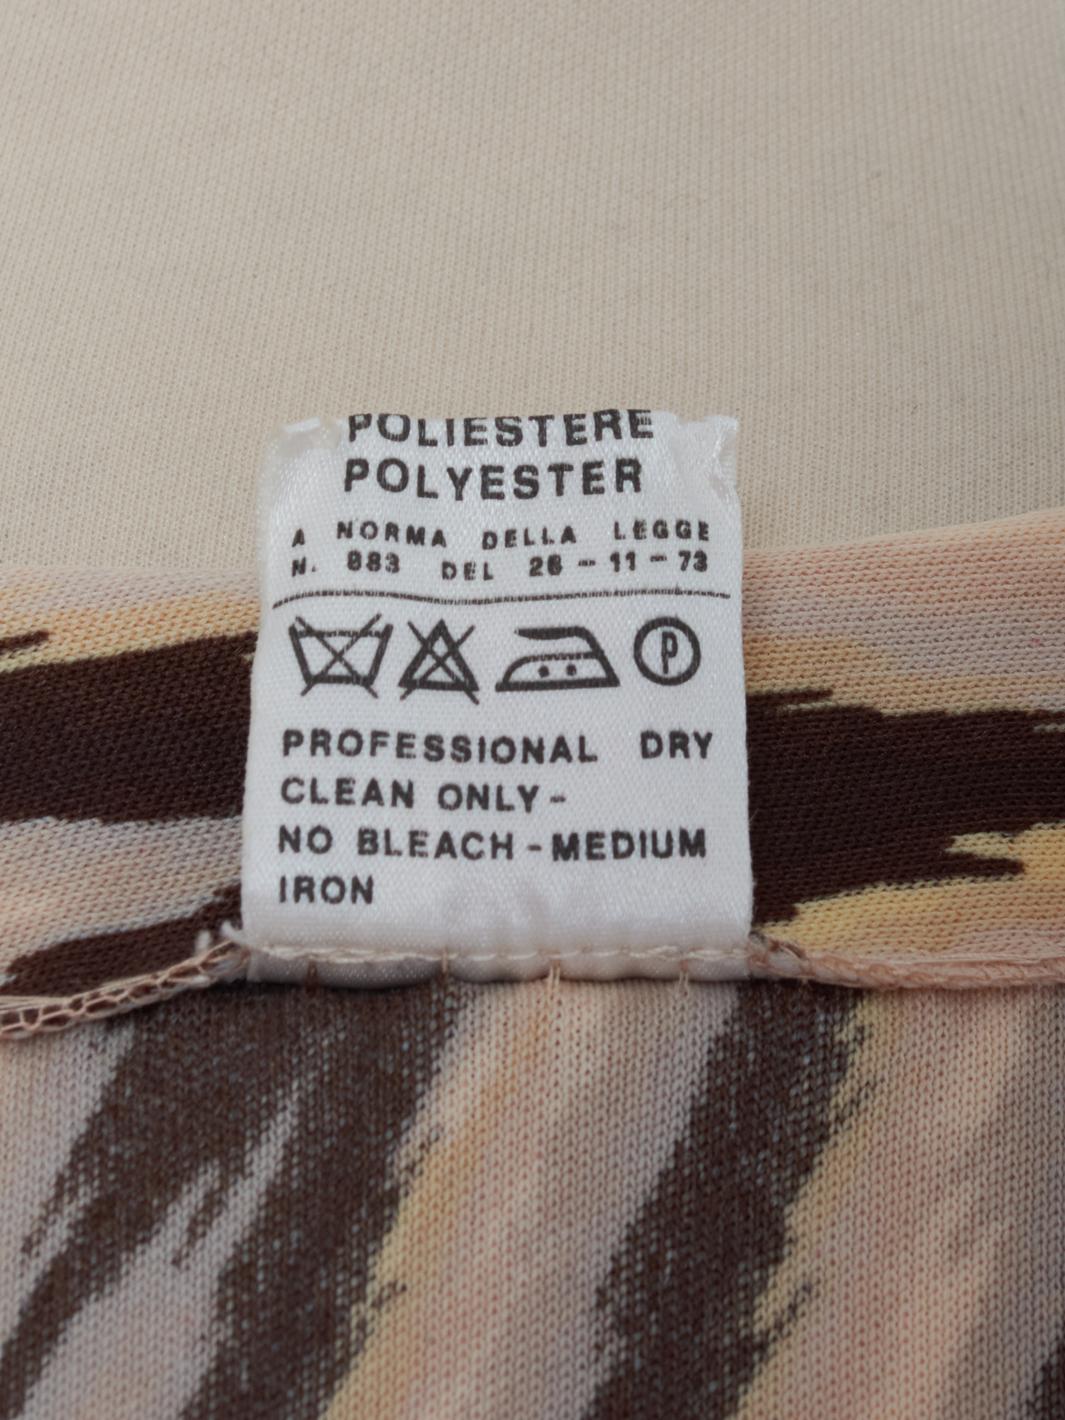 POLIESTERE
POLYESTER
A NORMA DELLA LEGGE
N. 883 DEL 26-11-73
P
PROFESSIONAL DRY
CLEAN ONLY-
NO BLEACH-MEDIUM
IRON